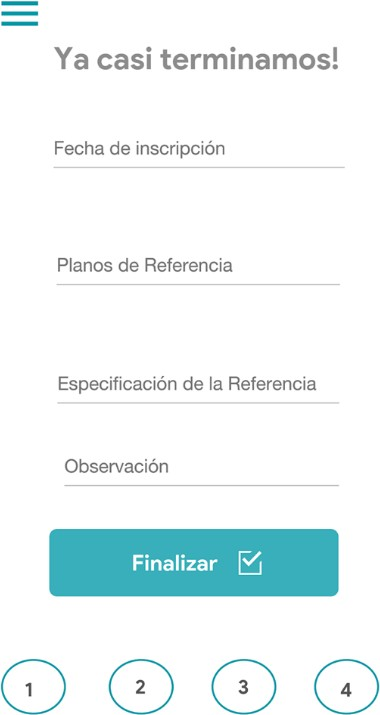 Ya casi terminamos!
Fecha de inscripción
Planos de Referencia
Especificación de la Referencia
Observación
Finalizar
1 2 3 4